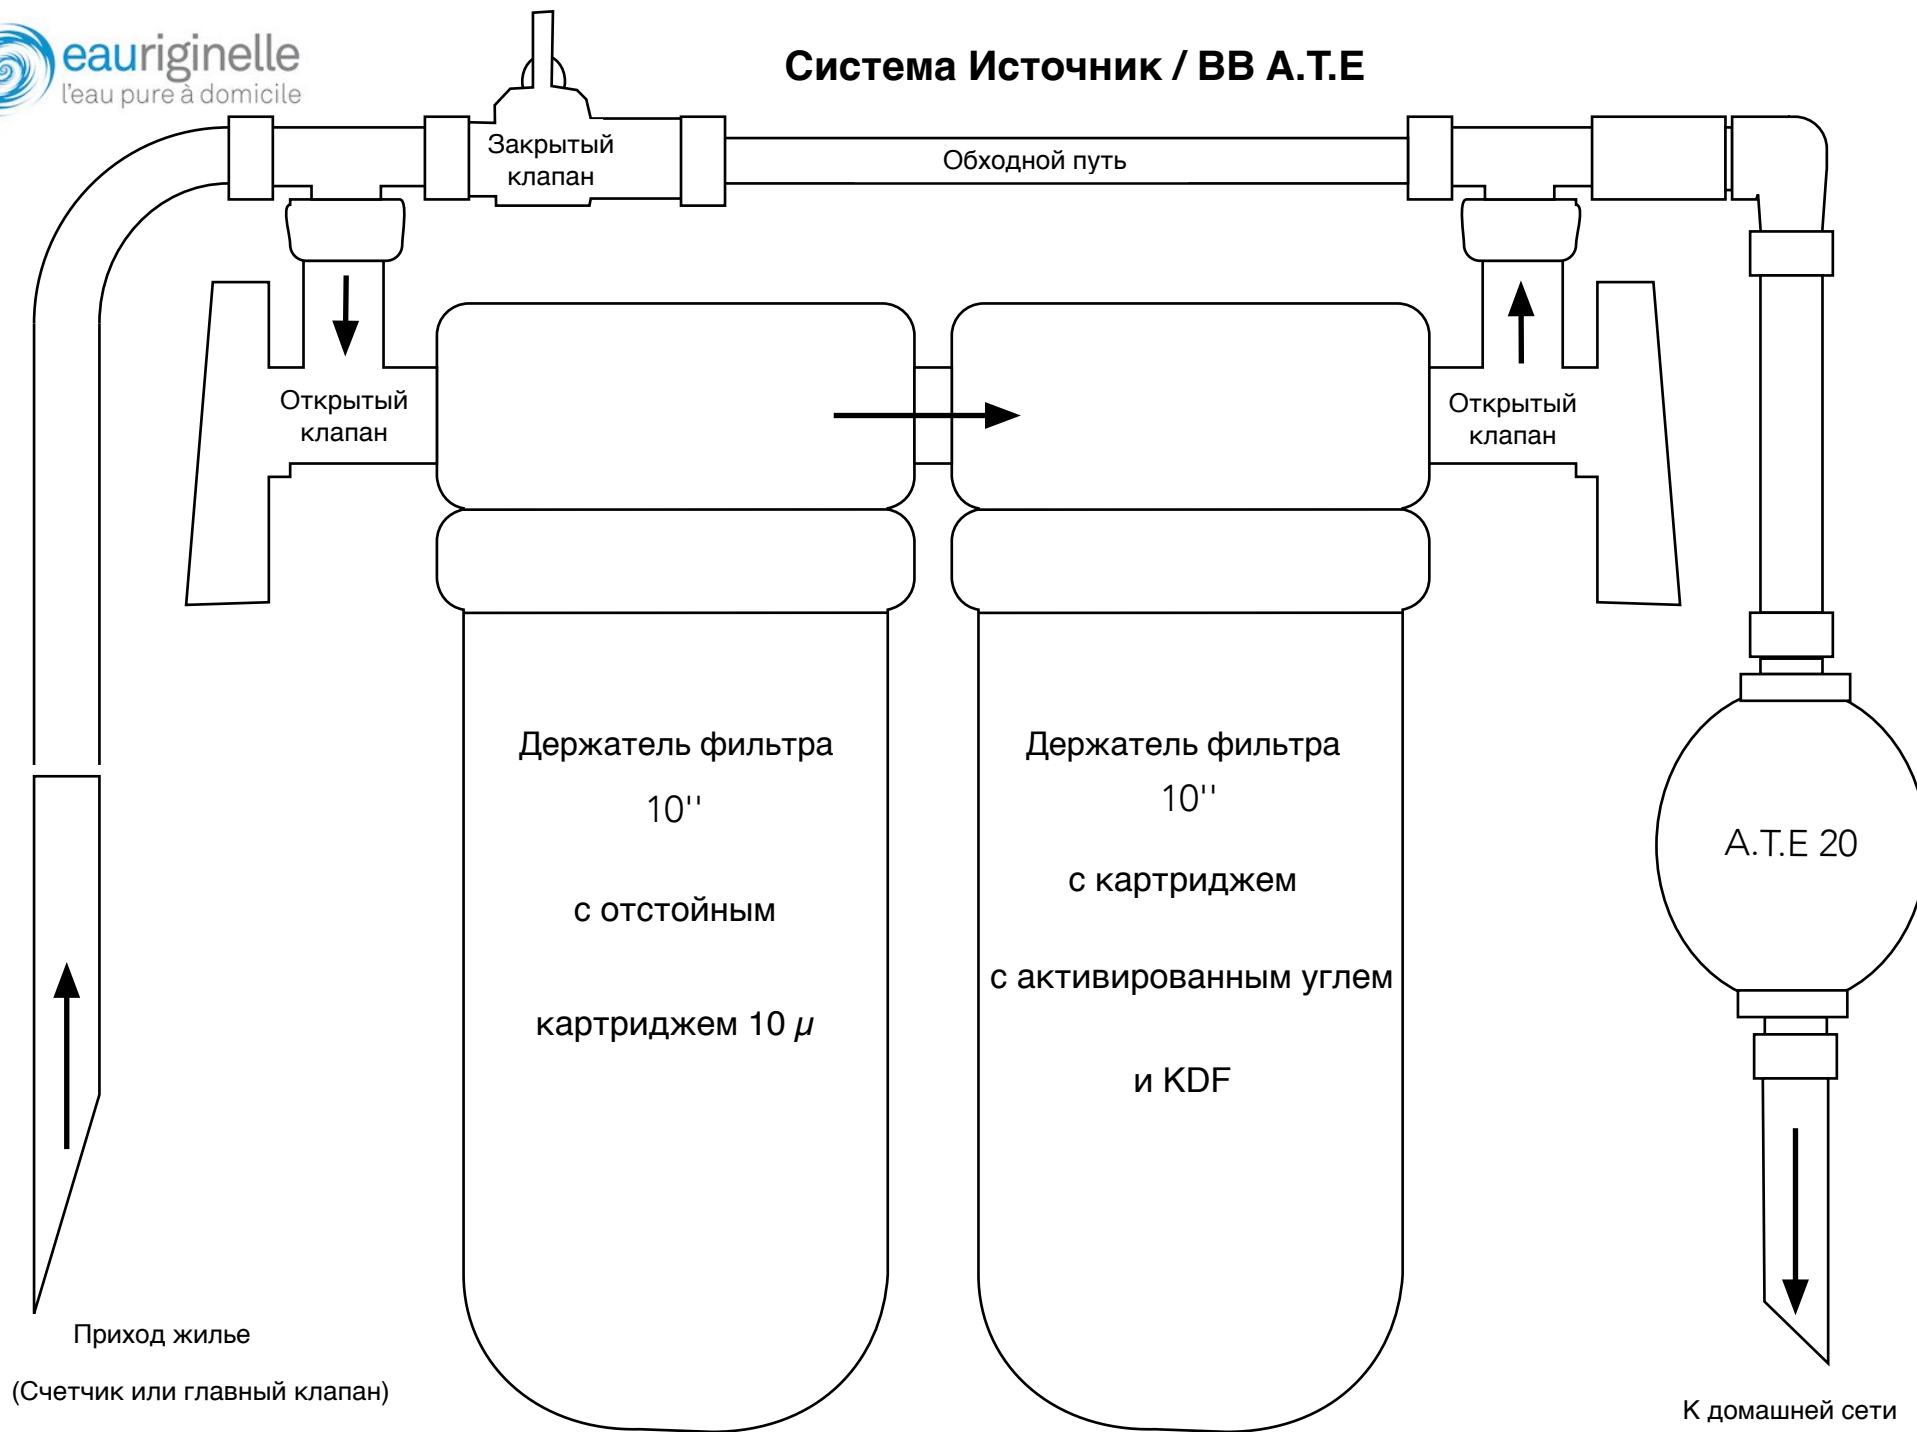 eauriginelle
l'eau pure à domicile
Система Источник / BB A.T.E
Закрытый
клапан
Обходной путь
Открытый
клапан
Открытый
клапан
Держатель фильтра
10''
с отстойным
картриджем 10 µ
Держатель фильтра
10''
с картриджем
с активированным углем
и KDF
A.T.E 20
Приход жилье
(Счетчик или главный клапан)
К домашней сети